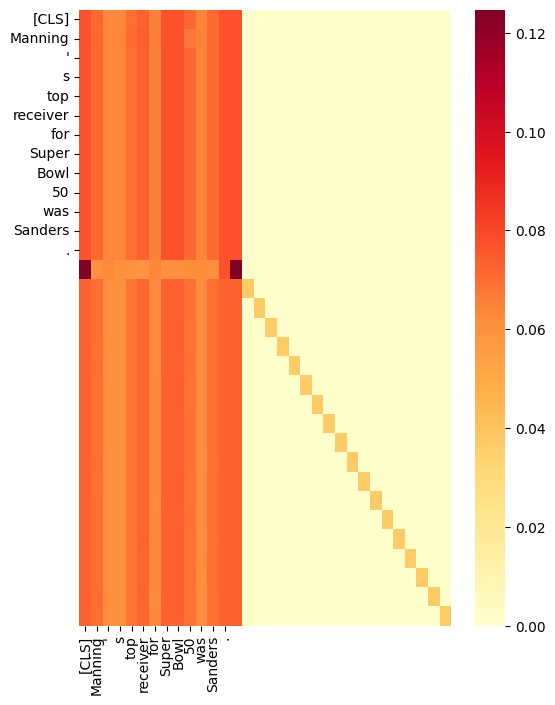 [CLS]
Manning
'
s
top
receiver
for
Super
Bowl
50
was
Sanders
.
[CLS]
Manning
'
s
top
receiver
for
Super
Bowl
50
was
Sanders
.
0.12
0.10
0.08
0.06
0.04
0.02
0.00